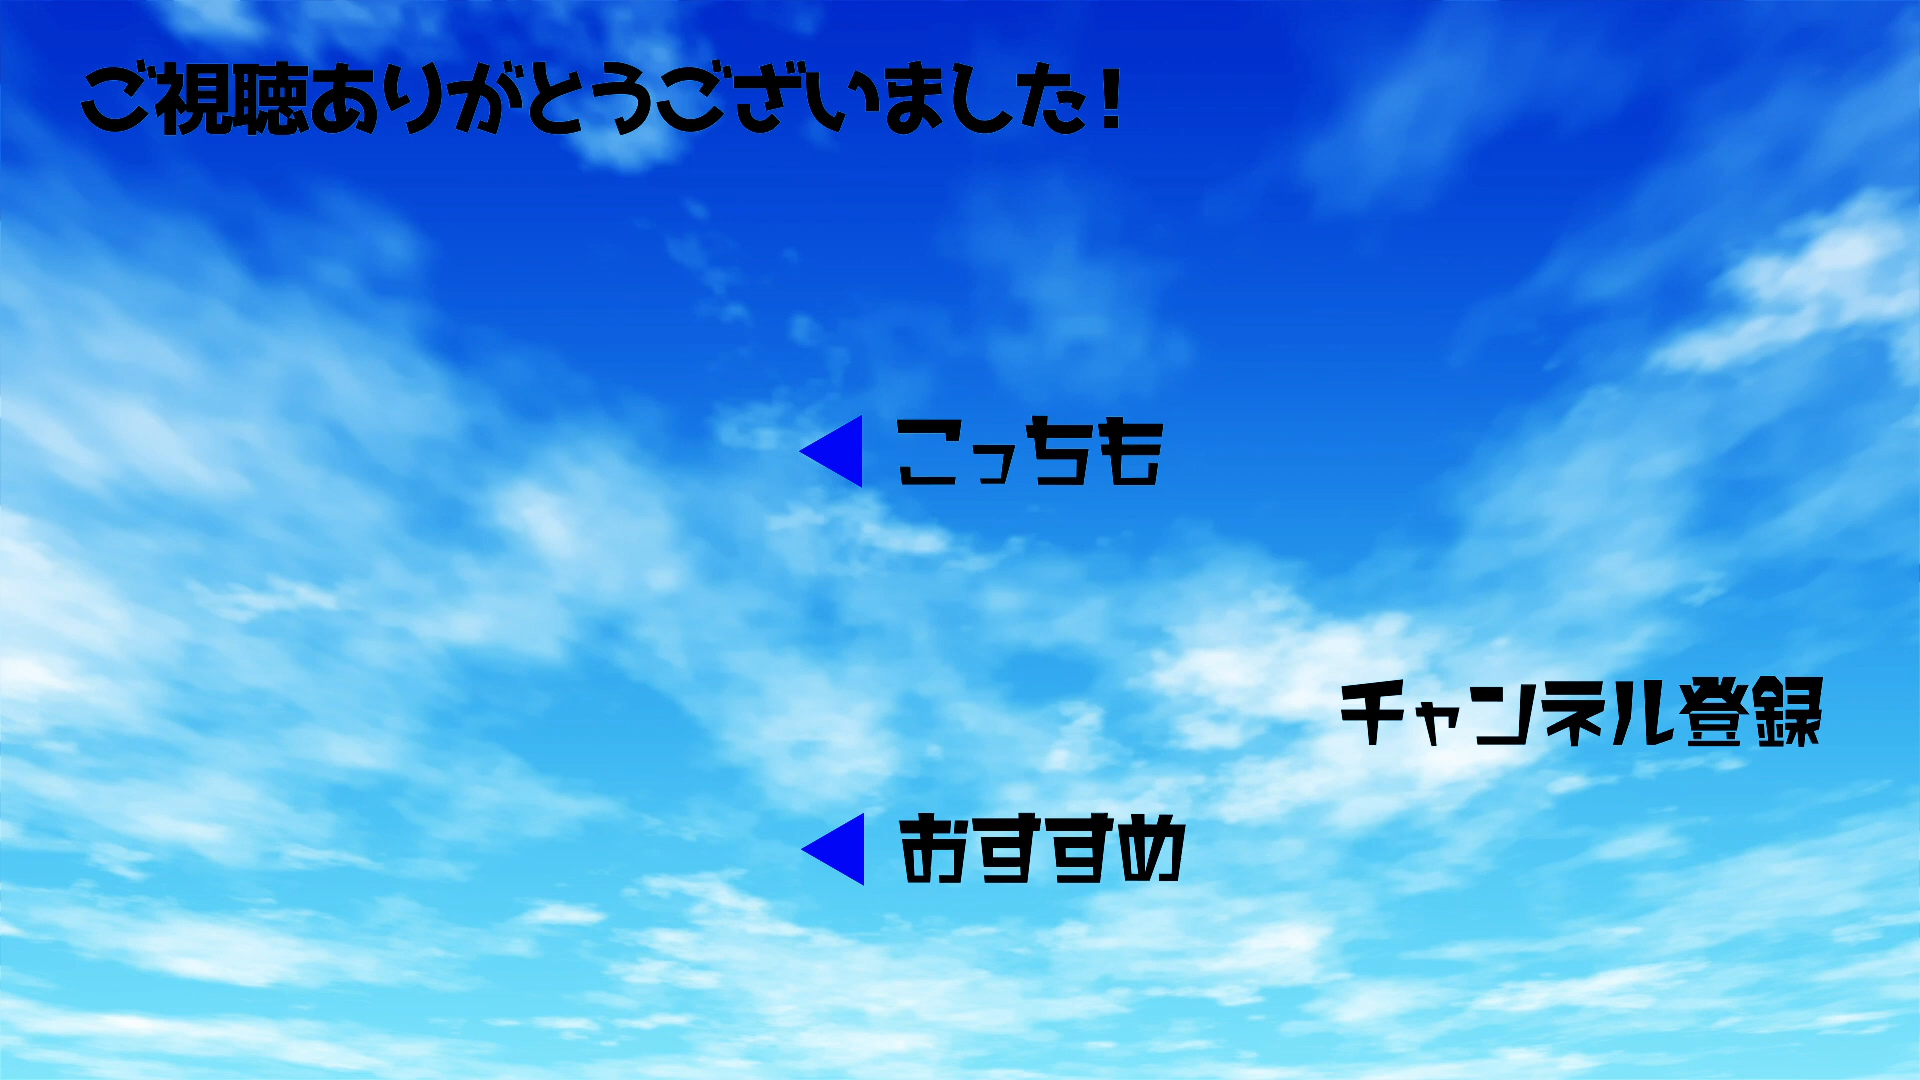 ご視聴ありがとうございました!
こっちも
チャンネル登録
おすすめ